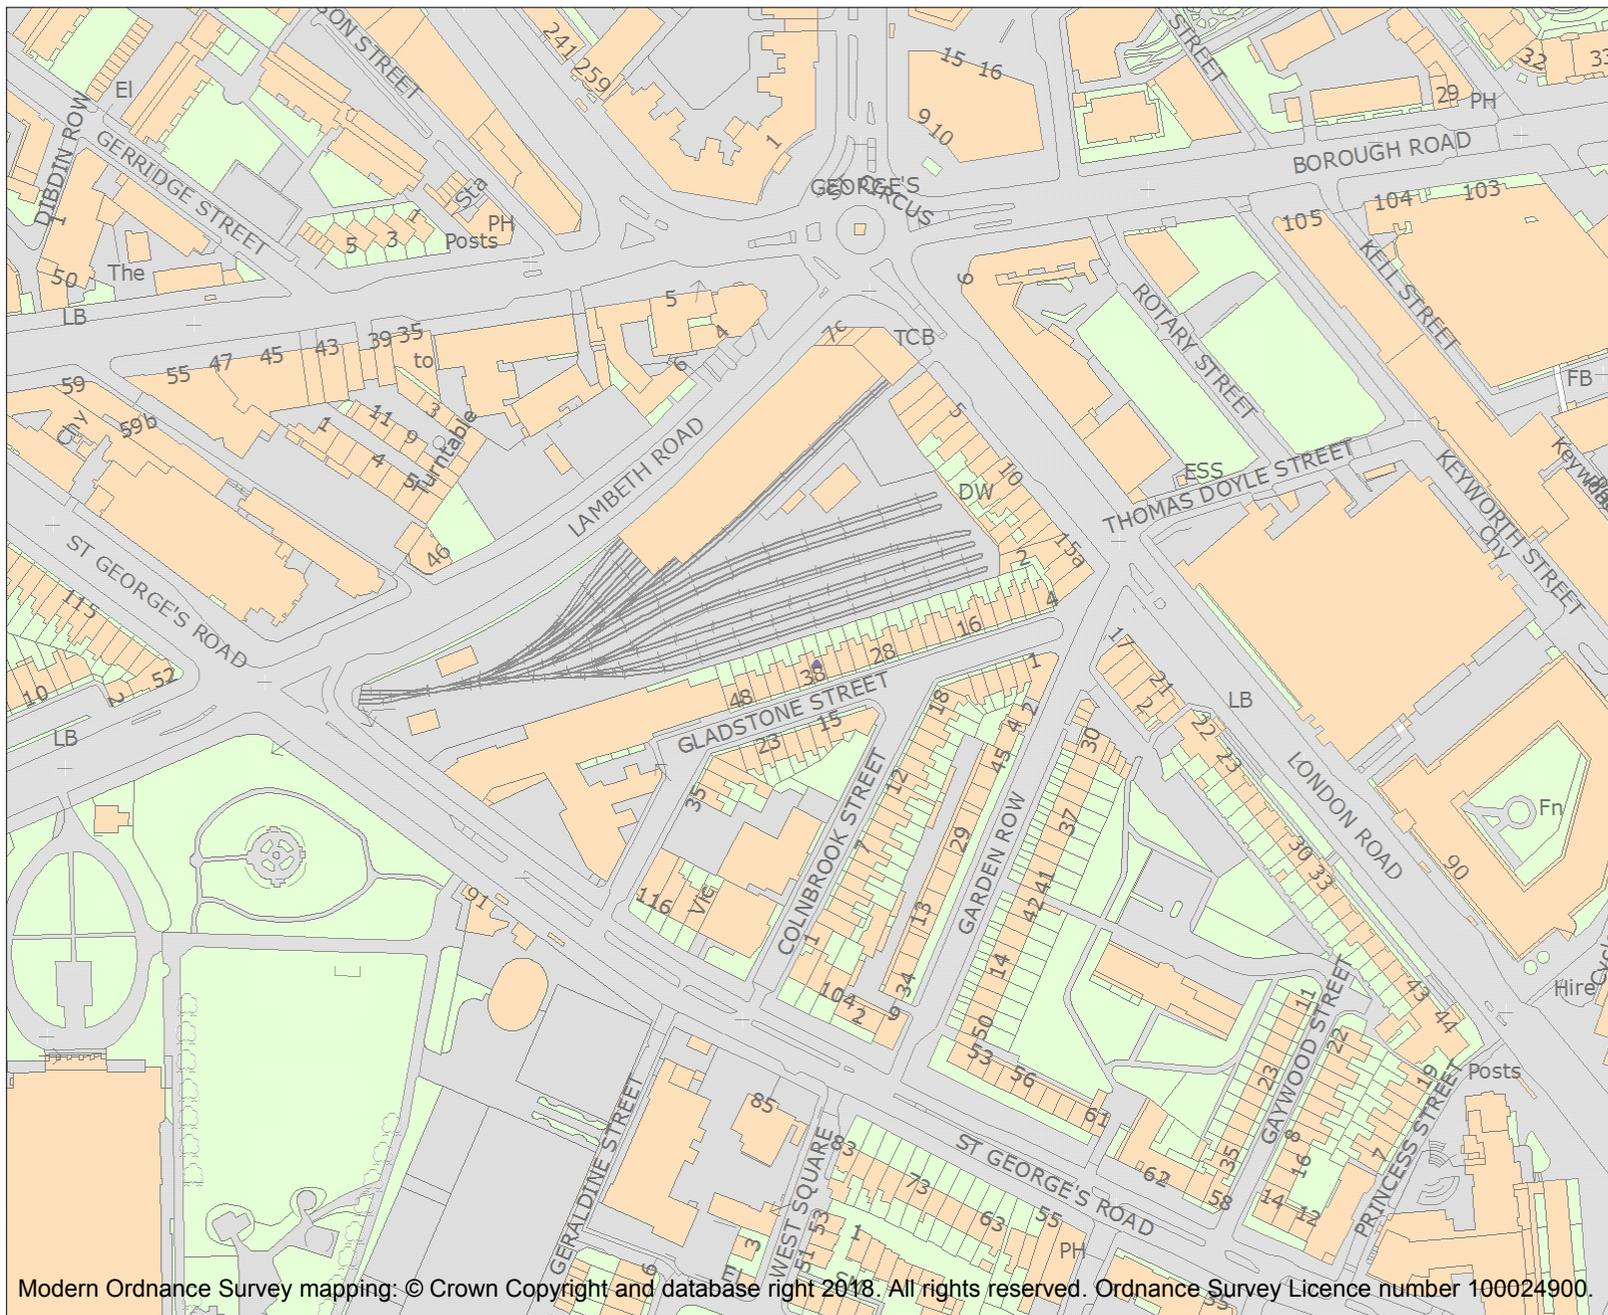 SON STREET
241
259
15
16
STREET
32
33
El
9
10
1
29
PH
DIBDIN ROW
GERRIDGE STREET
BOROUGH ROAD
GEORGE'S
CIRCUS
Sta
1
PH
Posts
5
3
1
104
103
105
50
The
6
KELL STREET
LB
5
4
7c
TCB
ROTARY STREET
55
47
45
43
39
35
to
6
59
FB
Chy
59b
1
11
9
3
4
5
Turntable
5
LAMBETH ROAD
10
DW
ESS
THOMAS DOYLE STREET
KEYWORTH STREET
Chy
46
15a
2
4
ST GEORGE'S ROAD
115
16
28
38
48
GLADSTONE STREET
1
17
21
2
LB
22
23
10
2
52
LB
18
2
4
45
30
23
15
35
12
COLNBROOK STREET
37
29
GARDEN ROW
LONDON ROAD
Fn
7
30
33
90
91
116
Vic
41
42
13
1
14
34
104
2
9
50
53
56
61
43
44
11
GAYWOOD STREET
22
Hire
19
Posts
PRINCESS STREET
23
85
83
GERALDINE STREET
WEST SQUARE
73
ST GEORGE'S ROAD
63
55
PH
62
58
35
8
16
7
14
12
53
51
1
3
6
Modern Ordnance Survey mapping: © Crown Copyright and database right 2018. All rights reserved. Ordnance Survey Licence number 100024900.